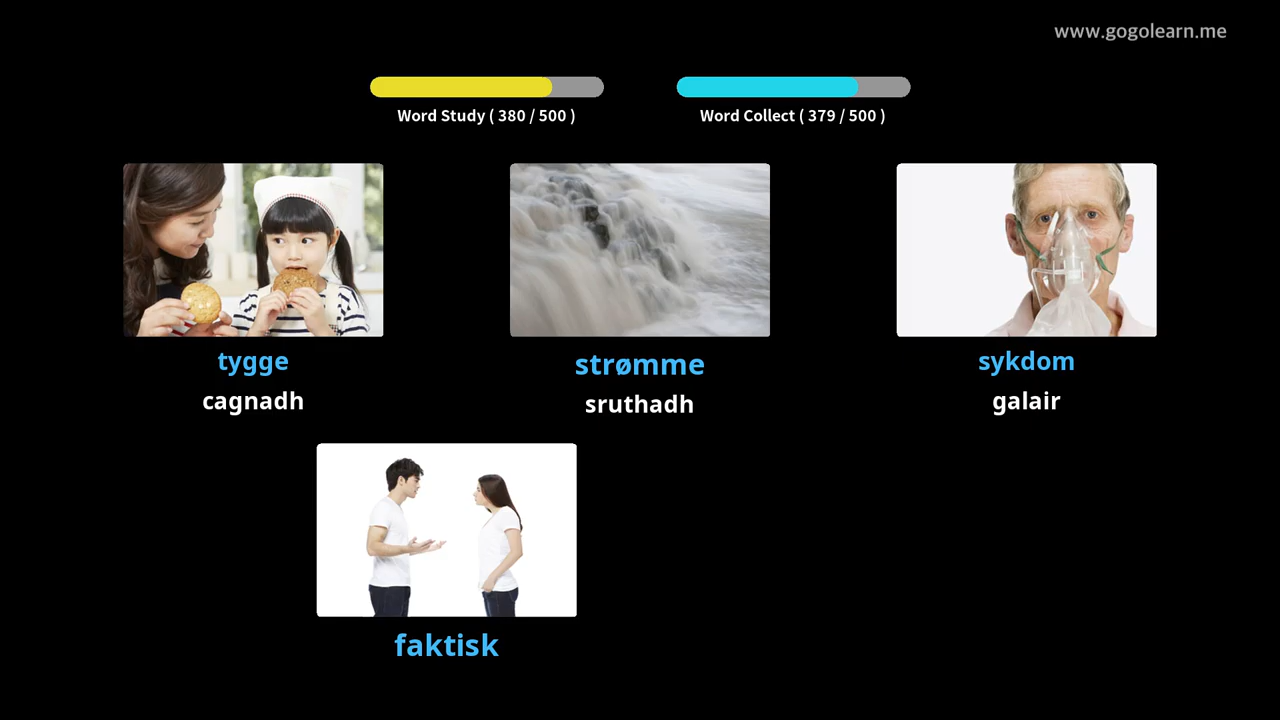 www.gogolearn.me
Word Study ( 380 / 500 )
Word Collect ( 379 / 500 )
tygge
cagnadh
strømme
sruthadh
sykdom
galair
faktisk